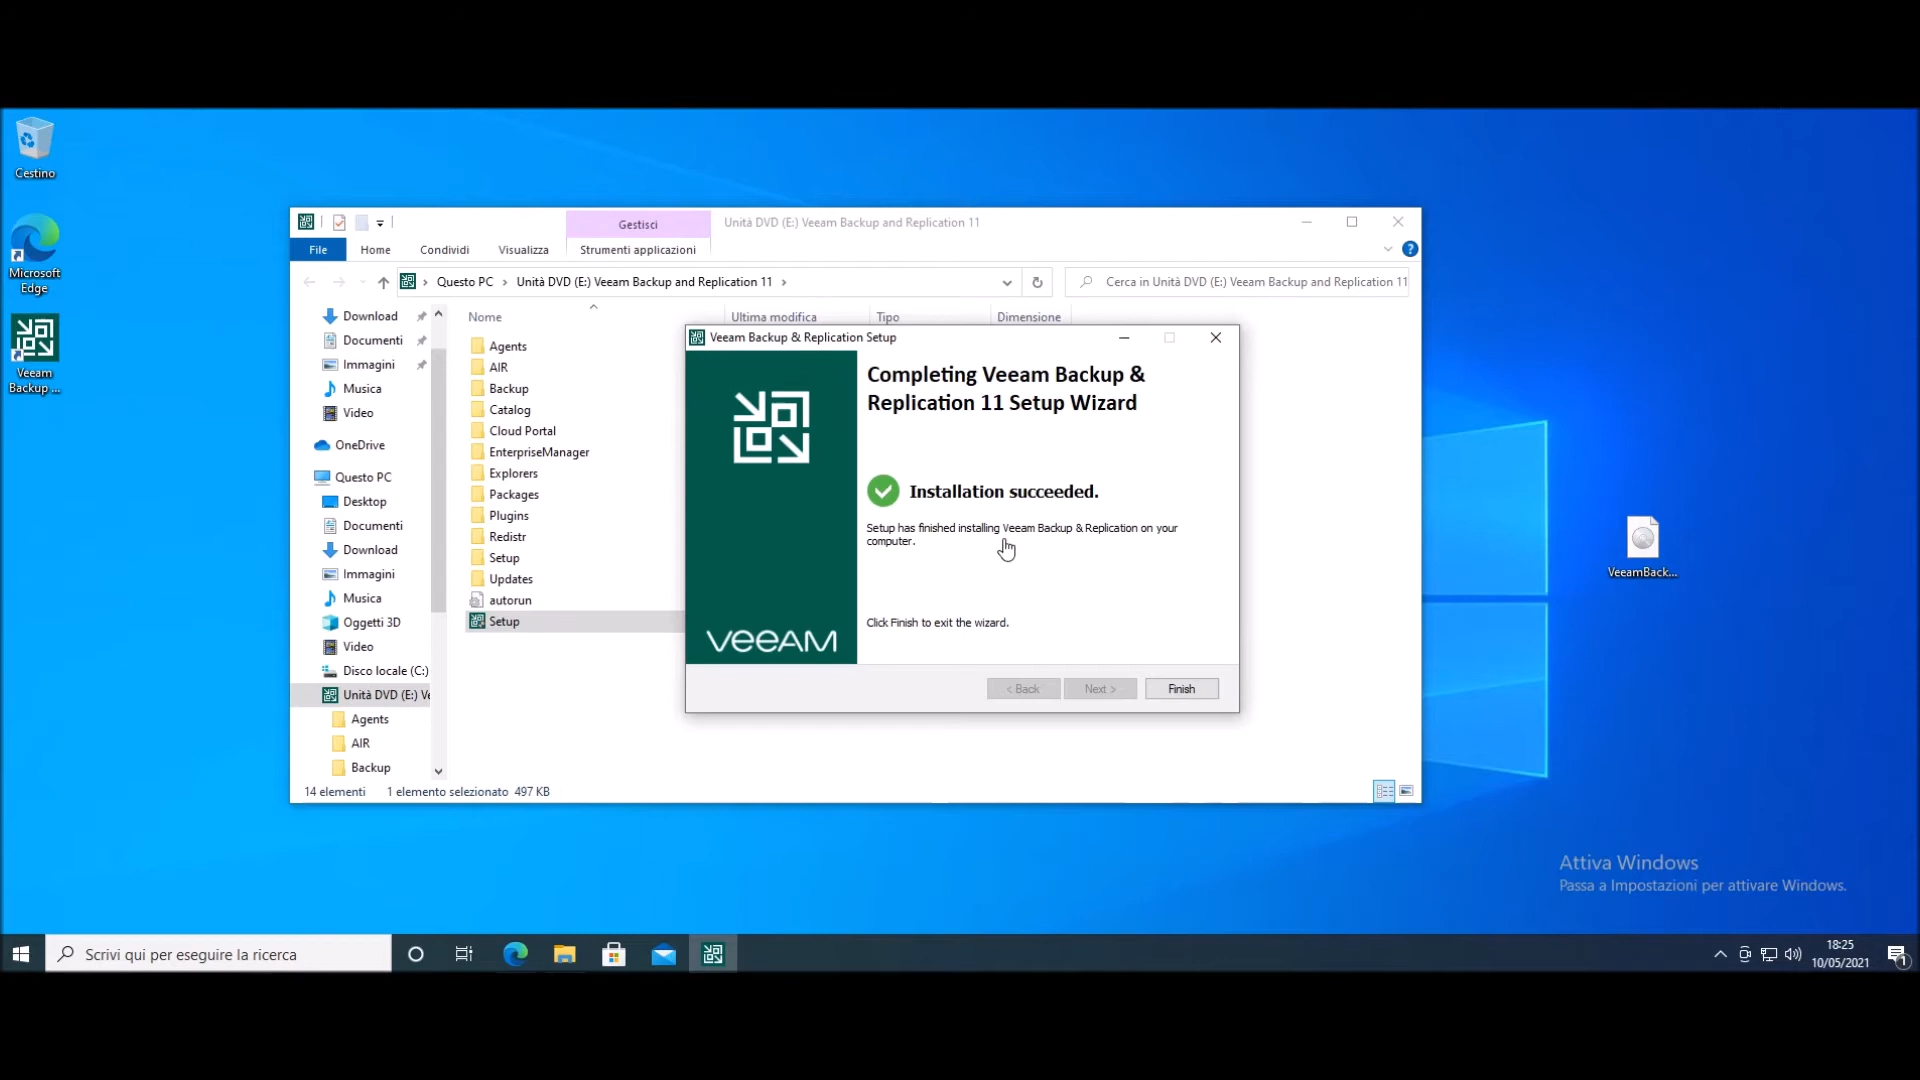 Cestino
Microsoft
Edge
Veeam
Backup ...
Gestisci
Unità DVD (E:) Veeam Backup and Replication 11
File
Home
Condividi
Visualizza
Strumenti applicazioni
Questo PC
Unità DVD (E:) Veeam Backup and Replication 11
Cerca in Unità DVD (E:) Veeam Backup and Replication 11
Download
Documenti
Immagini
Musica
Video
OneDrive
Questo PC
Desktop
Documenti
Download
Immagini
Musica
Oggetti 3D
Video
Disco locale (C:)
Unità DVD (E:) Ve
Agents
AIR
Backup
Nome
Ultima modifica
Tipo
Dimensione
Agents
AIR
Backup
Catalog
Cloud Portal
EnterpriseManager
Explorers
Packages
Plugins
Redistr
Setup
Updates
autorun
Setup
14 elementi
1 elemento selezionato 497 KB
Veeam Backup & Replication Setup
Completing Veeam Backup &
Replication 11 Setup Wizard
Installation succeeded.
Setup has finished installing Veeam Backup & Replication on your
computer.
Click Finish to exit the wizard.
VEEAM
< Back
Next >
Finish
VeeamBack...
Attiva Windows
Passa a Impostazioni per attivare Windows.
Scrivi qui per eseguire la ricerca
18:25
10/05/2021
1